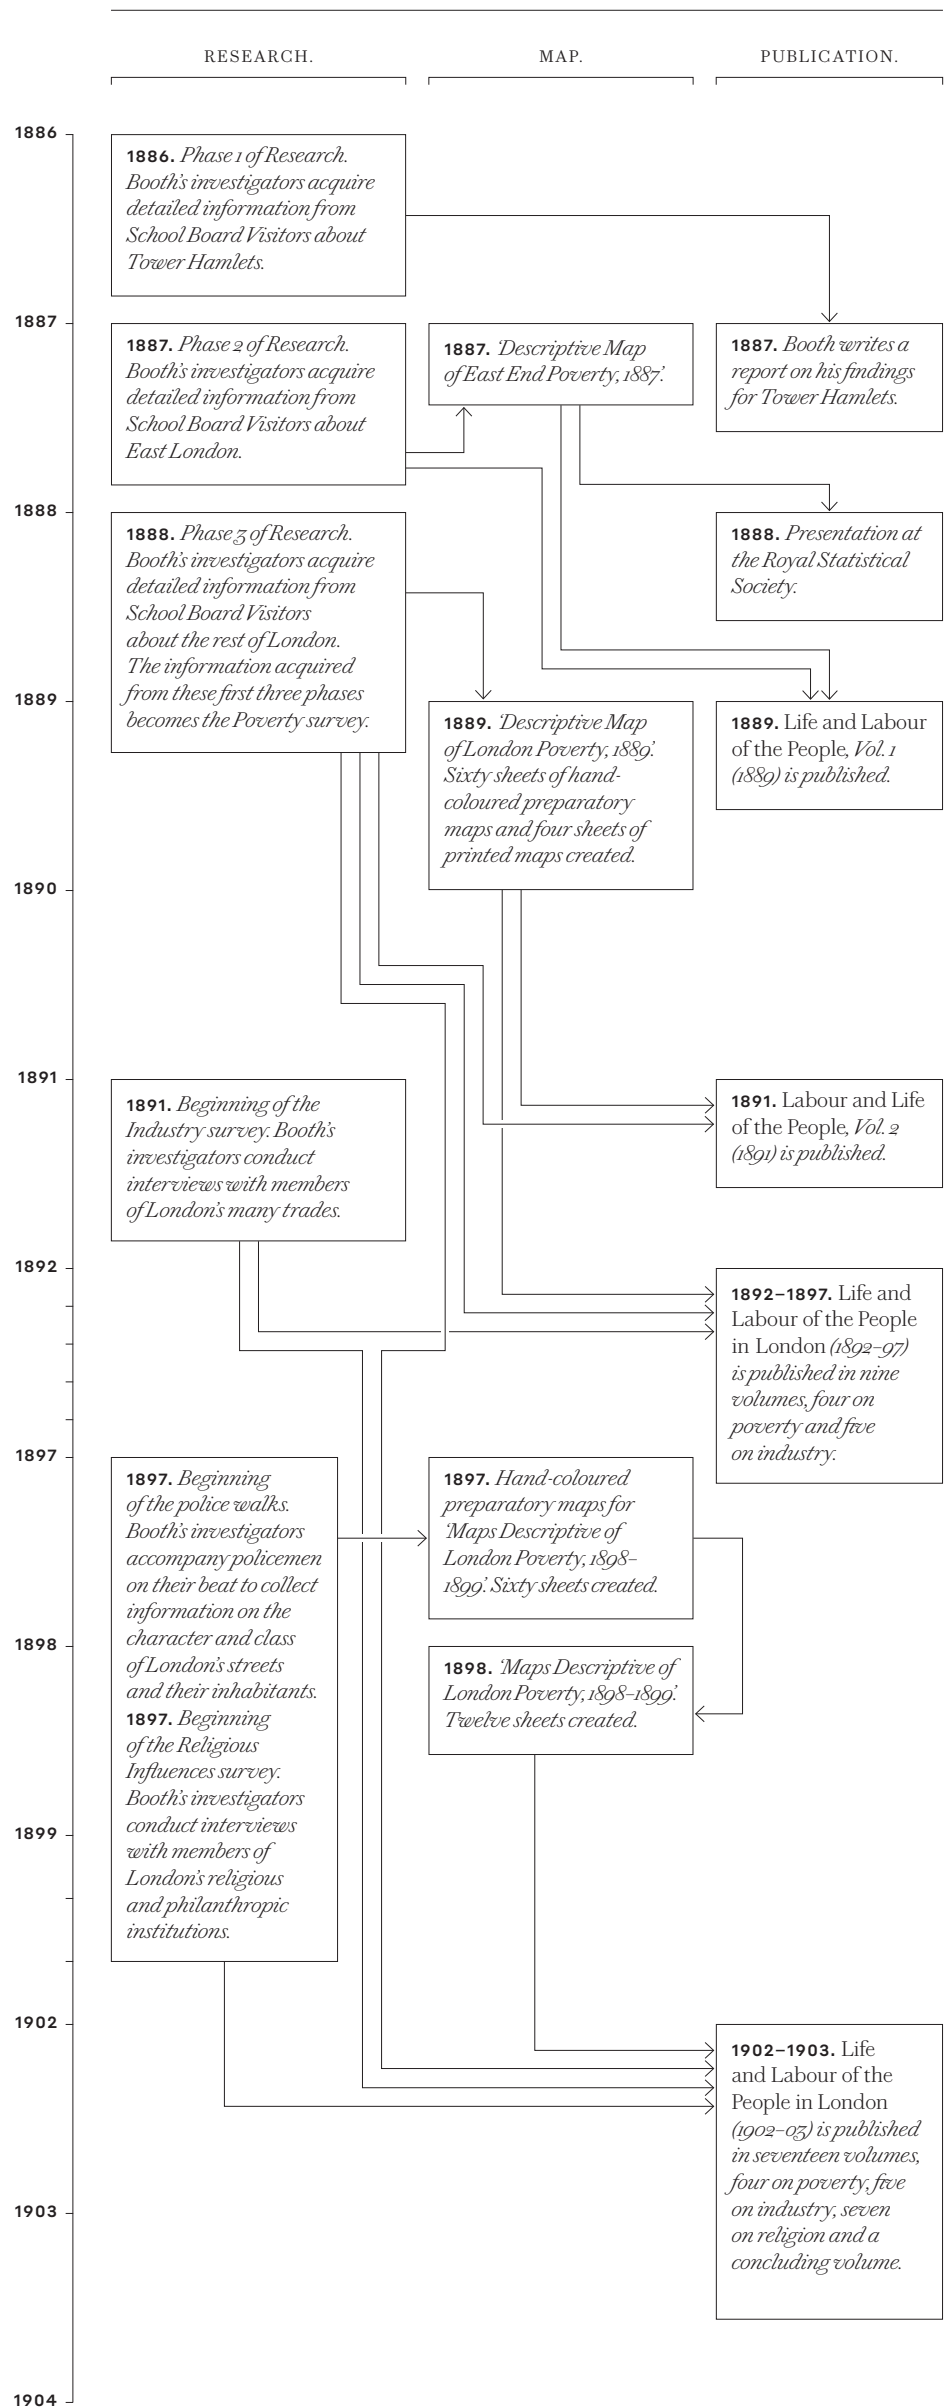 RESEARCH.
MAP.
PUBLICATION.
1886
1886. Phase 1 of Research.
Booth's investigators acquire
detailed information from
School Board Visitors about
Tower Hamlets.
1887
1887. Phase 2 of Research.
Booth's investigators acquire
detailed information from
School Board Visitors about
East London.
1887. ‘Descriptive Map
of East End Poverty, 1887’.
1887. Booth writes a
report on his findings
for Tower Hamlets.
1888
1888. Phase 3 of Research.
Booth's investigators acquire
detailed information from
School Board Visitors
about the rest of London.
The information acquired
from these first three phases
becomes the Poverty survey.
1888. Presentation at
the Royal Statistical
Society.
1889
1889. ‘Descriptive Map
of London Poverty, 1889’.
Sixty sheets of hand-
coloured preparatory
maps and four sheets of
printed maps created.
1889. Life and Labour
of the People, Vol. 1
(1889) is published.
1890
1891
1891. Beginning of the
Industry survey. Booth's
investigators conduct
interviews with members
of London's many trades.
1891. Labour and Life
of the People, Vol. 2
(1891) is published.
1892
1892–1897. Life and
Labour of the People
in London (1892–97)
is published in nine
volumes, four on
poverty and five
on industry.
1897
1897. Beginning
of the police walks.
Booth's investigators
accompany policemen
on their beat to collect
information on the
character and class
of London's streets
and their inhabitants.
1897. Beginning
of the Religious
Influences survey.
Booth's investigators
conduct interviews
with members of
London's religious
and philanthropic
institutions.
1897. Hand-coloured
preparatory maps for
‘Maps Descriptive of
London Poverty, 1898–
1899’. Sixty sheets created.
1898
1898. ‘Maps Descriptive of
London Poverty, 1898–1899’.
Twelve sheets created.
1899
1902
1902–1903. Life
and Labour of the
People in London
(1902–03) is published
in seventeen volumes,
four on poverty, five
on industry, seven
on religion and a
concluding volume.
1903
1904